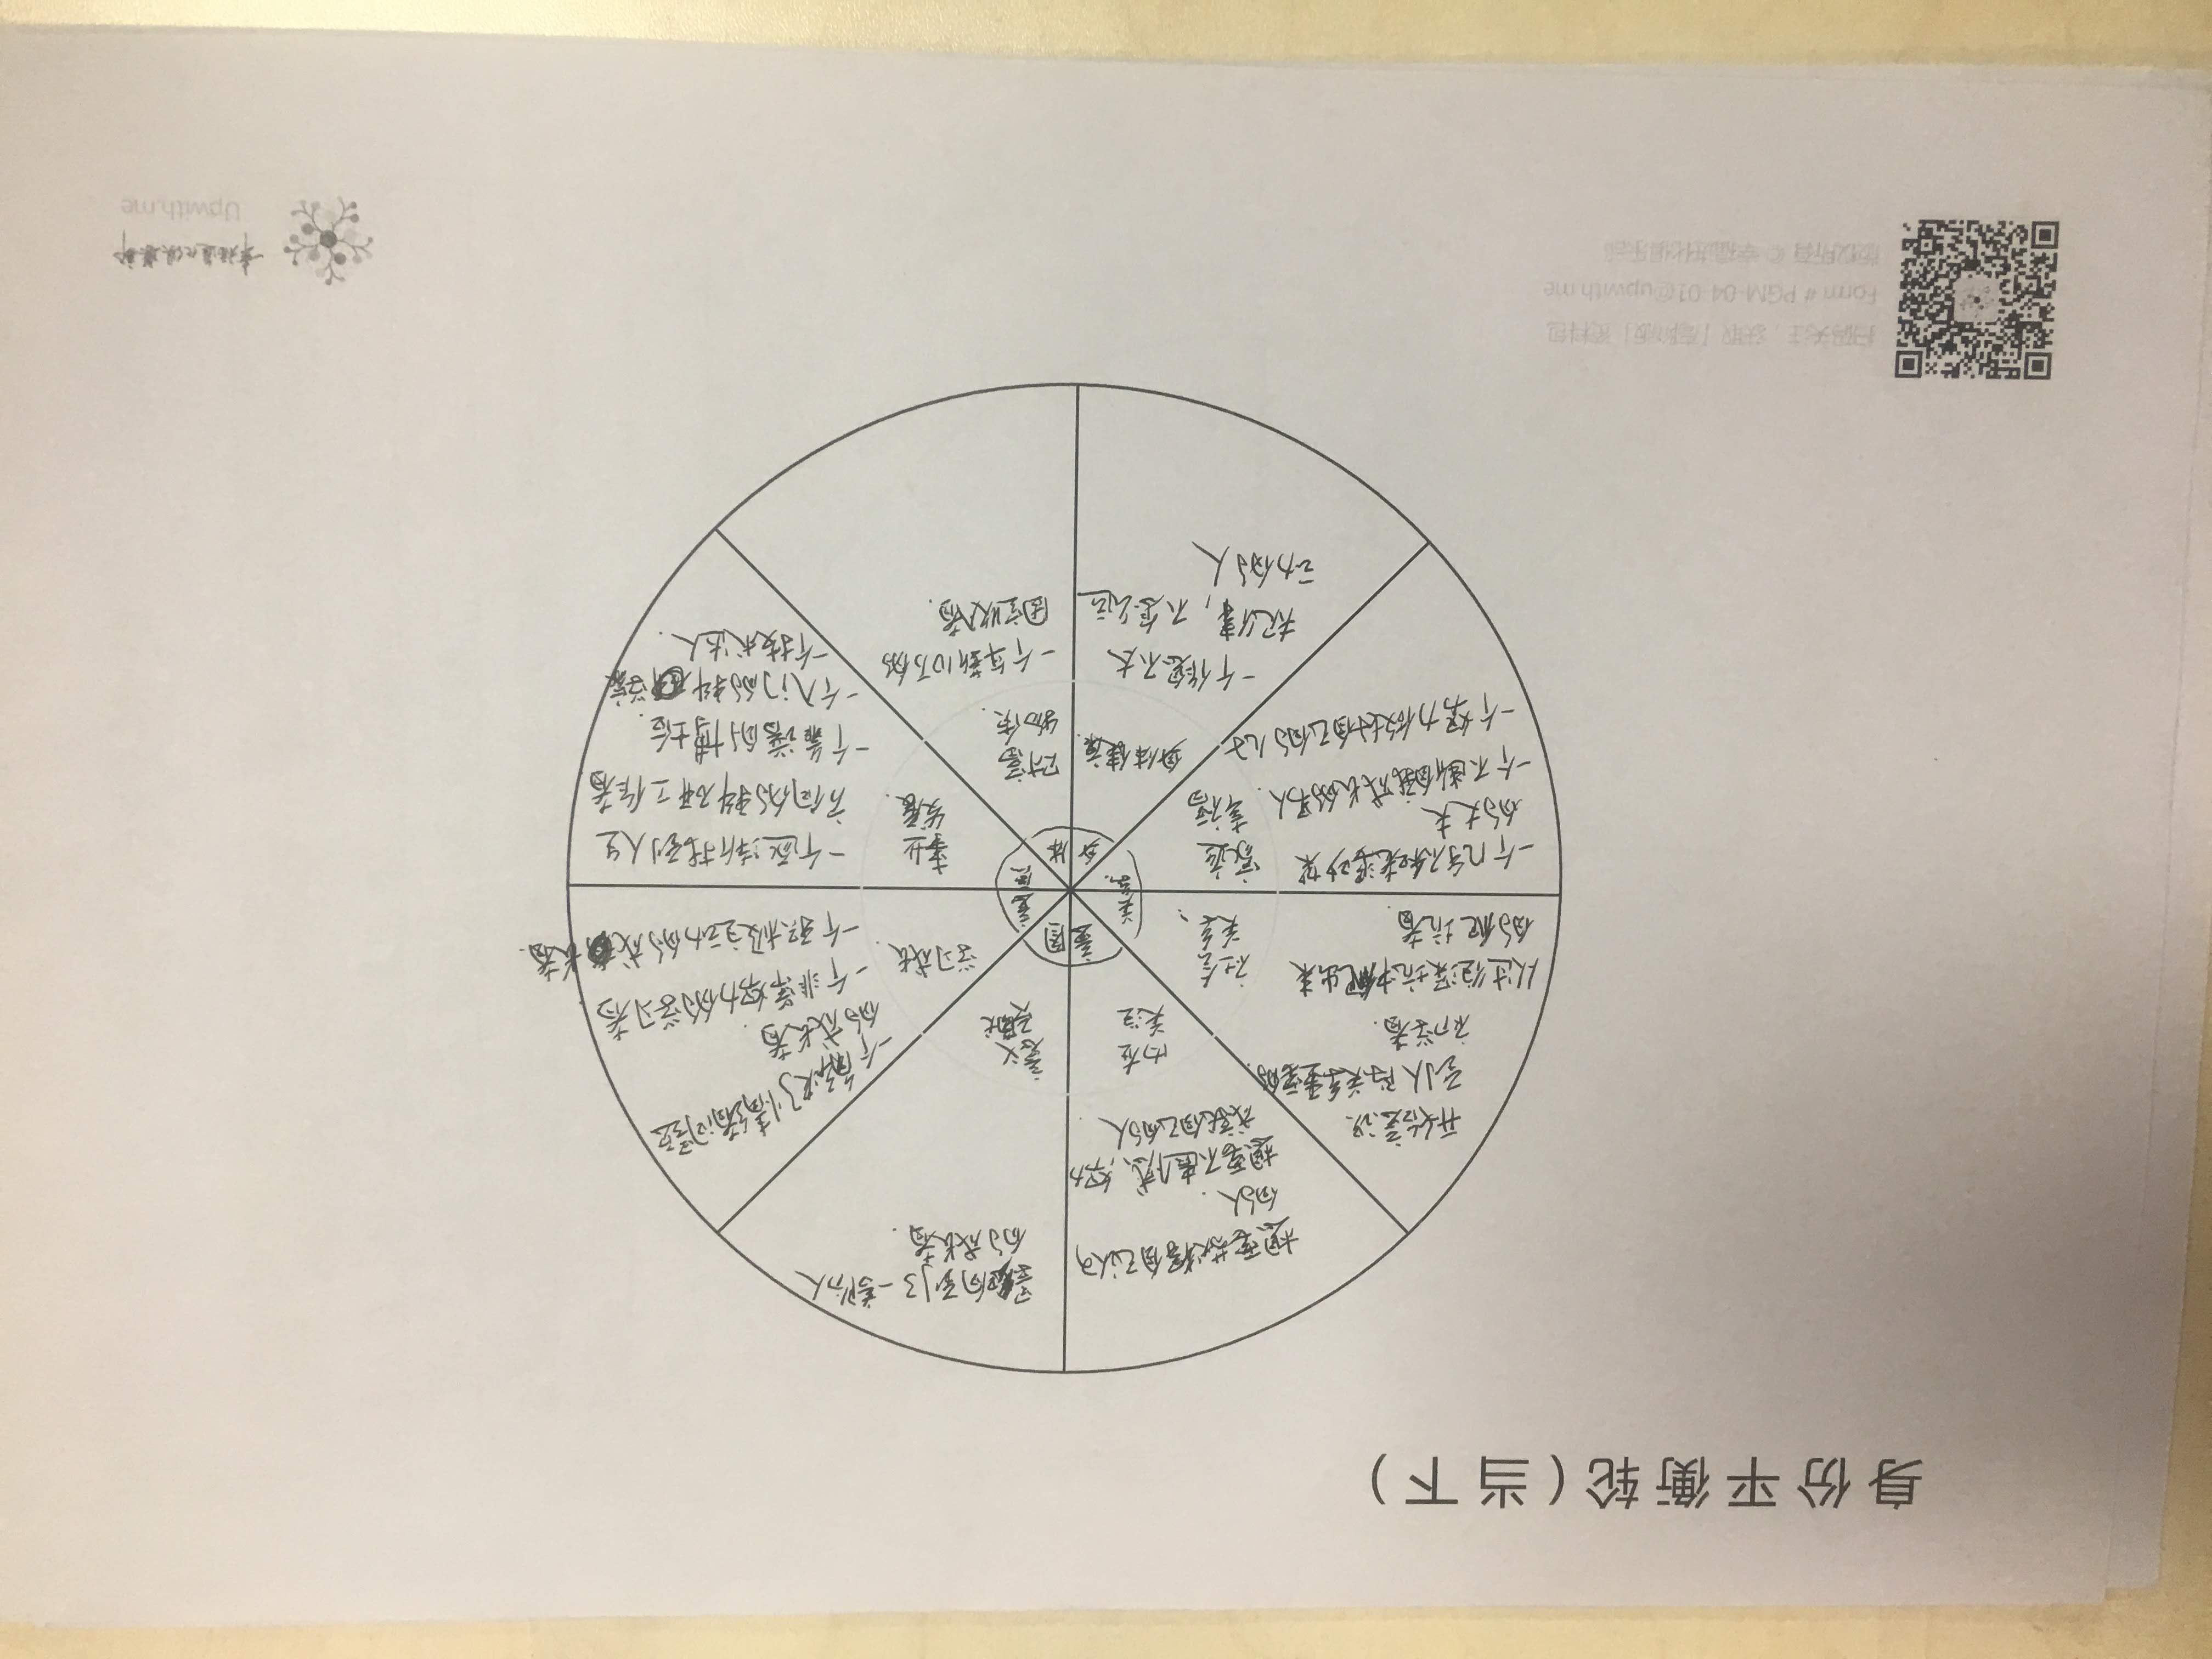 身份平衡轮(当下)
影响到了一部分人
的成长者.
意义
贡献
一个解决了情绪问题
的成长者.
一个非常努力的学习者.
一个积极主动的成长者.
学习成长.
事业
发展.
一个逐渐找到人生
方向的科研工作者
一个靠谱的博士后.
一个入门的科学家
一个技术达人.
财富
物质.
一个年薪10万的
固定收入者.
身体健康.
一个作息不太
规律,不怎么运
动的人
家庭
幸福
一个几乎不和老婆吵架
的丈夫
一个不断自我成长的男人.
一个努力做好自己的儿子
社会
关系、
开始意识
到人际关系重要的
初学者.
从过往深坑中爬出来
的爬坑者.
内在
关注
想要获得自己认可
的人.
想要不遗憾、努力
成就自己的人.
意图
关系.
身体
扫码关注,获取「高阶版」资料包
Form # PGM-04-01@upwith.me
版权所有 © 幸福进化俱乐部
幸福進化俱樂部
Upwith.me